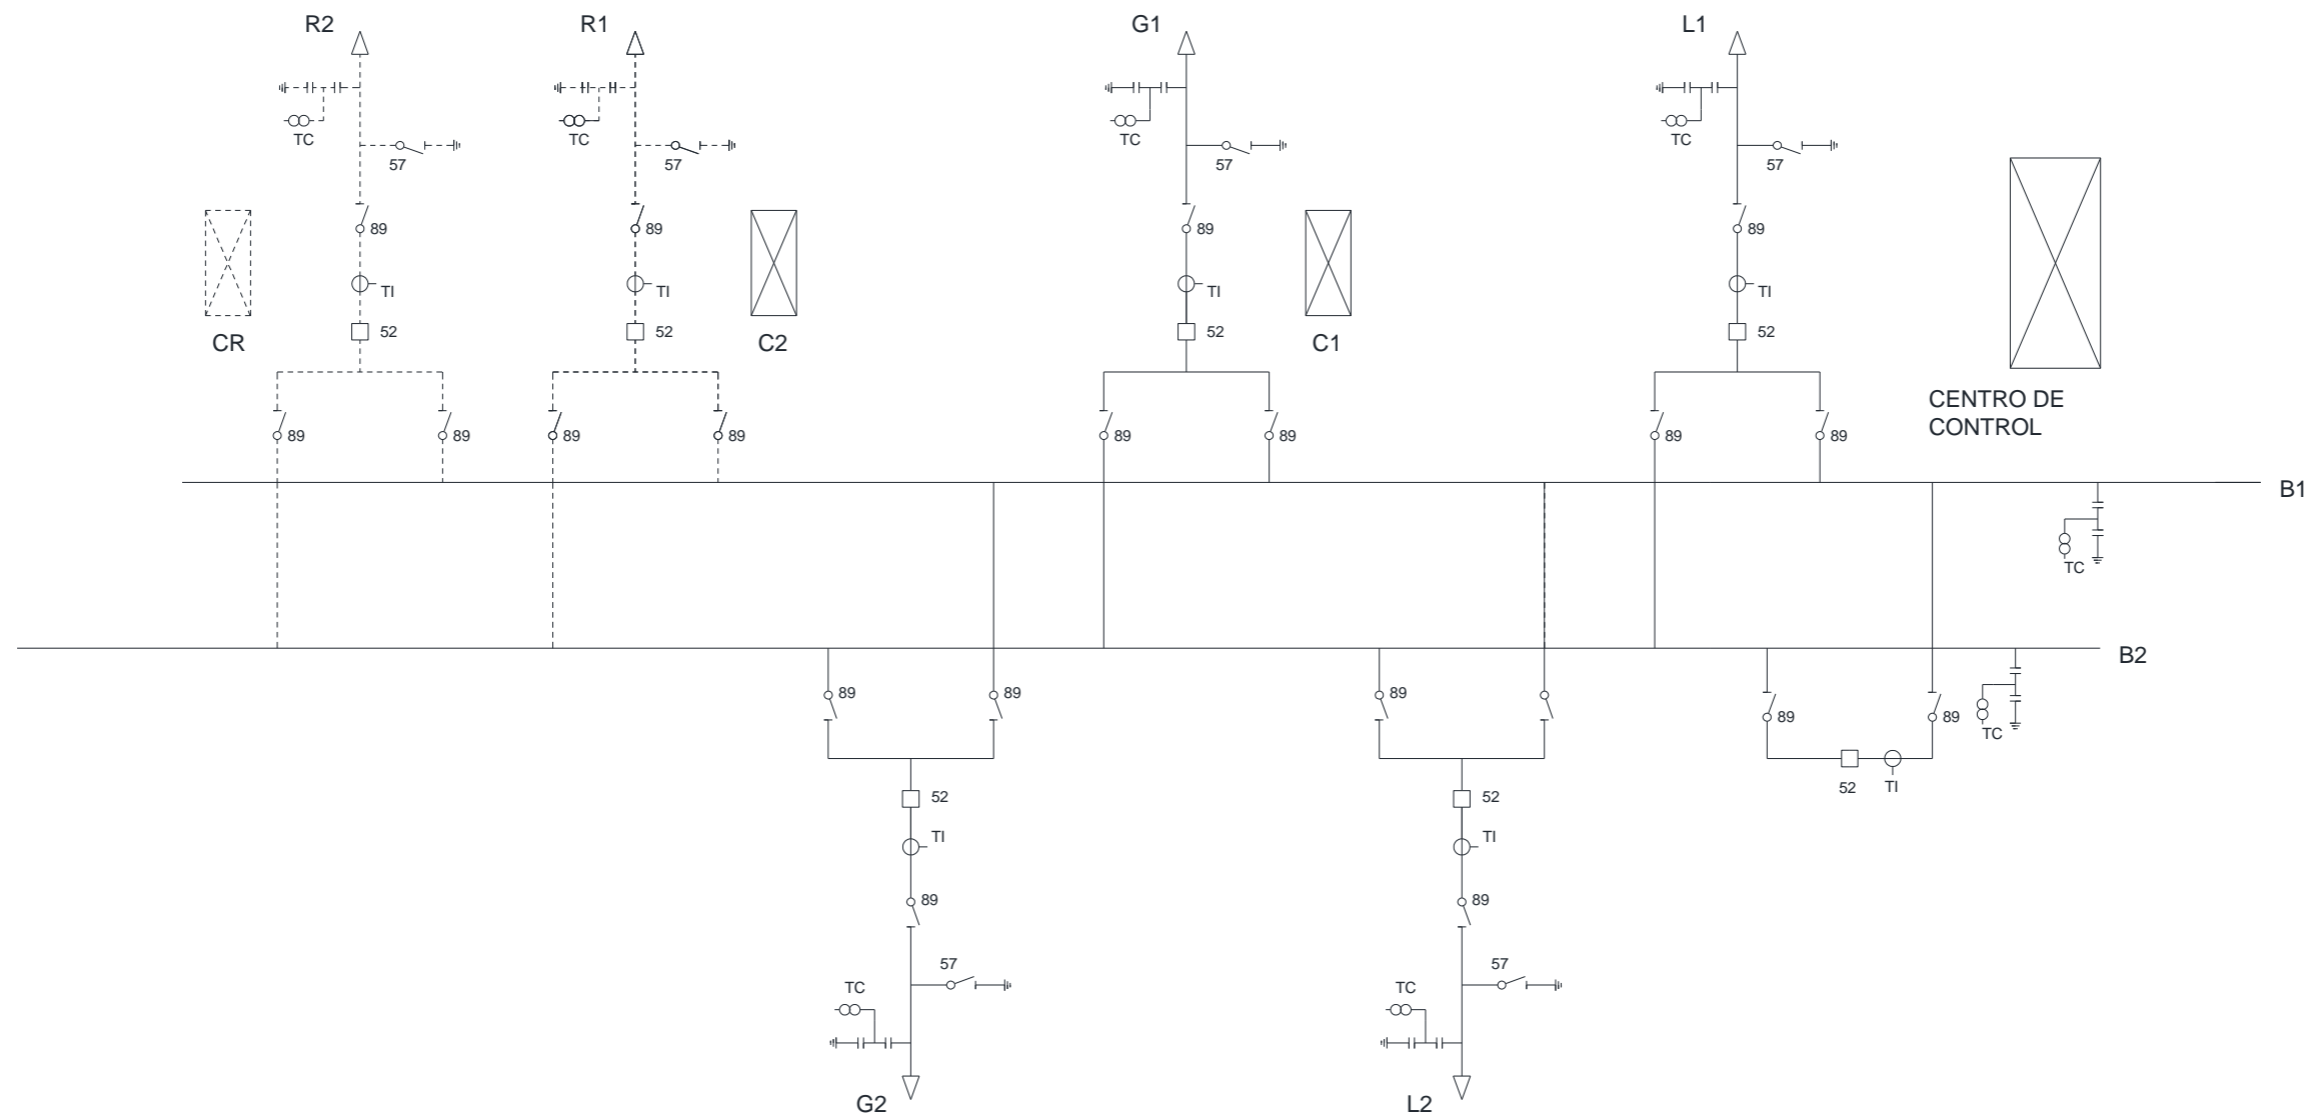 R2 R1 G1 L1
TC TC TC TC
57 57 57 57
89 89 89 89
TI TI TI TI
52 52 52 52
CR C2 C1
89 89 89 89 89 89 89 89
CENTRO DE
CONTROL
B1
TC
B2
89 89 89
89 89
TC
52 TI
52 52
TI TI
89 89
57 57
TC TC
G2 L2